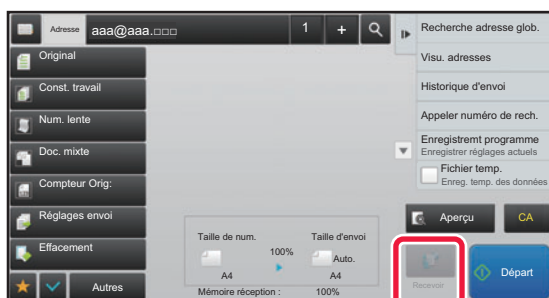 Adresse aaa@aaa.□□□ 1 +
Original
Const. travail
Num. lente
Doc. mixte
Compteur Orig:
Réglages envoi
Effacement
Autres
Taille de num. Taille d'envoi
100%
Auto.
A4 A4
Mémoire réception : 100%
Recherche adresse glob.
Visu. adresses
Historique d'envoi
Appeler numéro de rech.
Enregistremt programme
Enregistrer réglages actuels
Fichier temp.
Enreg. temp. des données
Aperçu CA
Recevoir
Départ